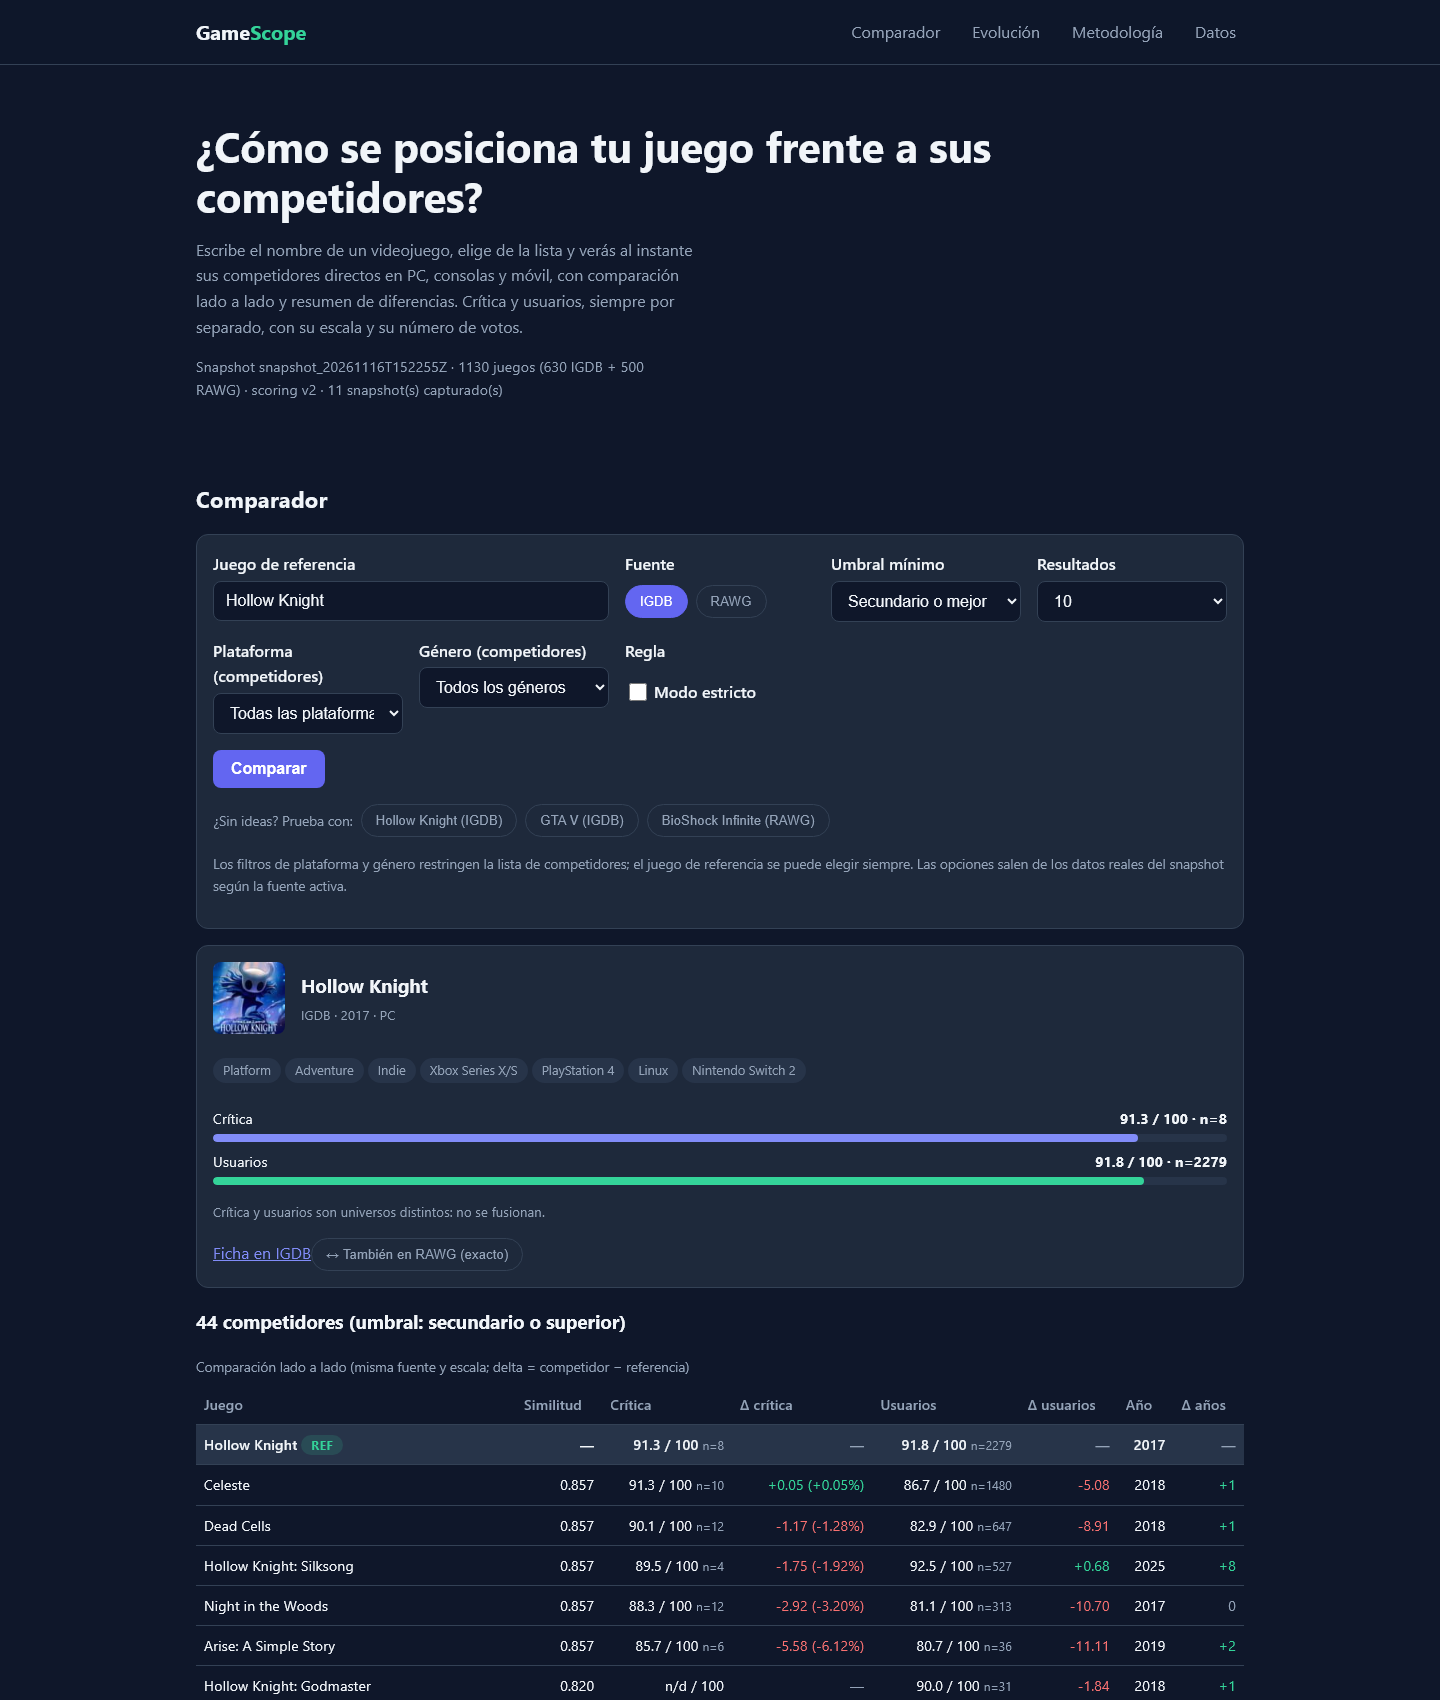 GameScope
Comparador Evolución Metodología Datos
¿Cómo se posiciona tu juego frente a sus
competidores?
Escribe el nombre de un videojuego, elige de la lista y verás al instante
sus competidores directos en PC, consolas y móvil, con comparación
lado a lado y resumen de diferencias. Crítica y usuarios, siempre por
separado, con su escala y su número de votos.
Snapshot snapshot_20261116T152255Z · 1130 juegos (630 IGDB + 500
RAWG) · scoring v2 · 11 snapshot(s) capturado(s)
Comparador
Juego de referencia Fuente Umbral mínimo Resultados
Hollow Knight IGDB RAWG Secundario o mejor 10
Plataforma Género (competidores) Regla
(competidores)
Todas las plataforma Todos los géneros Modo estricto
Comparar
¿Sin ideas? Prueba con: Hollow Knight (IGDB) GTA V (IGDB) BioShock Infinite (RAWG)
Los filtros de plataforma y género restringen la lista de competidores; el juego de referencia se puede elegir siempre. Las opciones salen de los datos reales del snapshot
según la fuente activa.
HOLLOW KNIGHT
Hollow Knight
IGDB · 2017 · PC
Platform Adventure Indie Xbox Series X/S PlayStation 4 Linux Nintendo Switch 2
Crítica 91.3 / 100 · n=8
Usuarios 91.8 / 100 · n=2279
Crítica y usuarios son universos distintos: no se fusionan.
Ficha en IGDB ↔ También en RAWG (exacto)
44 competidores (umbral: secundario o superior)
Comparación lado a lado (misma fuente y escala; delta = competidor − referencia)
Juego Similitud Crítica Δ crítica Usuarios Δ usuarios Año Δ años
Hollow Knight REF — 91.3 / 100 n=8 — 91.8 / 100 n=2279 — 2017 —
Celeste 0.857 91.3 / 100 n=10 +0.05 (+0.05%) 86.7 / 100 n=1480 -5.08 2018 +1
Dead Cells 0.857 90.1 / 100 n=12 -1.17 (-1.28%) 82.9 / 100 n=647 -8.91 2018 +1
Hollow Knight: Silksong 0.857 89.5 / 100 n=4 -1.75 (-1.92%) 92.5 / 100 n=527 +0.68 2025 +8
Night in the Woods 0.857 88.3 / 100 n=12 -2.92 (-3.20%) 81.1 / 100 n=313 -10.70 2017 0
Arise: A Simple Story 0.857 85.7 / 100 n=6 -5.58 (-6.12%) 80.7 / 100 n=36 -11.11 2019 +2
Hollow Knight: Godmaster 0.820 n/d / 100 — 90.0 / 100 n=31 -1.84 2018 +1